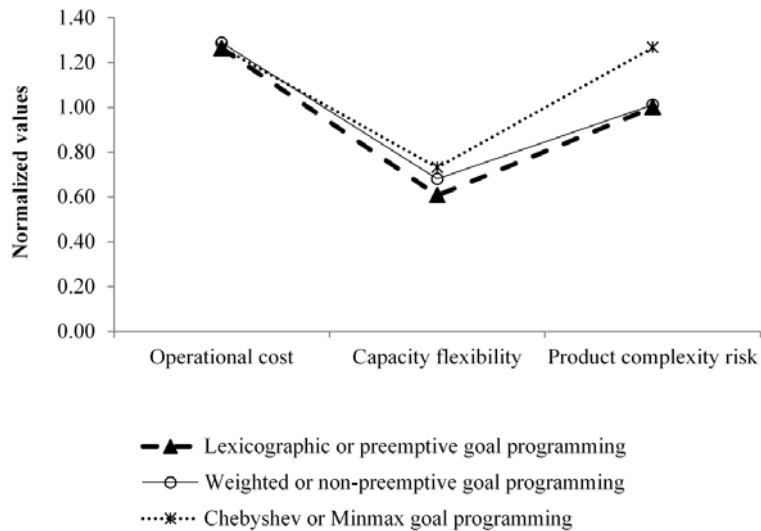 1.40
1.20
1.00
0.80
0.60
0.40
0.20
0.00
Normalized values
Operational cost Capacity flexibility Product complexity risk
Lexicographic or preemptive goal programming
Weighted or non-preemptive goal programming
Chebyshev or Minmax goal programming